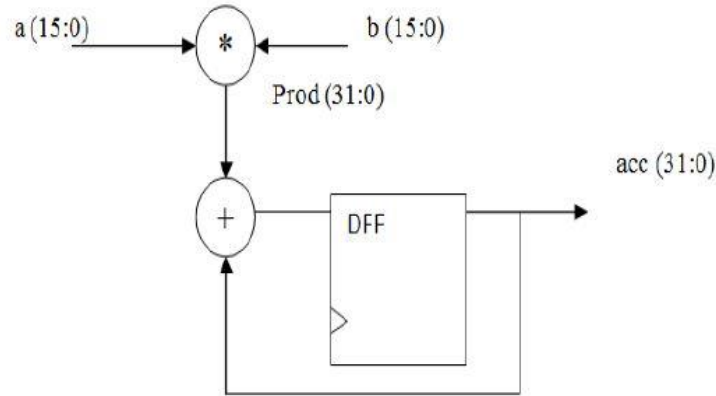 a (15:0)
b (15:0)
*
Prod (31:0)
acc (31:0)
+
DFF